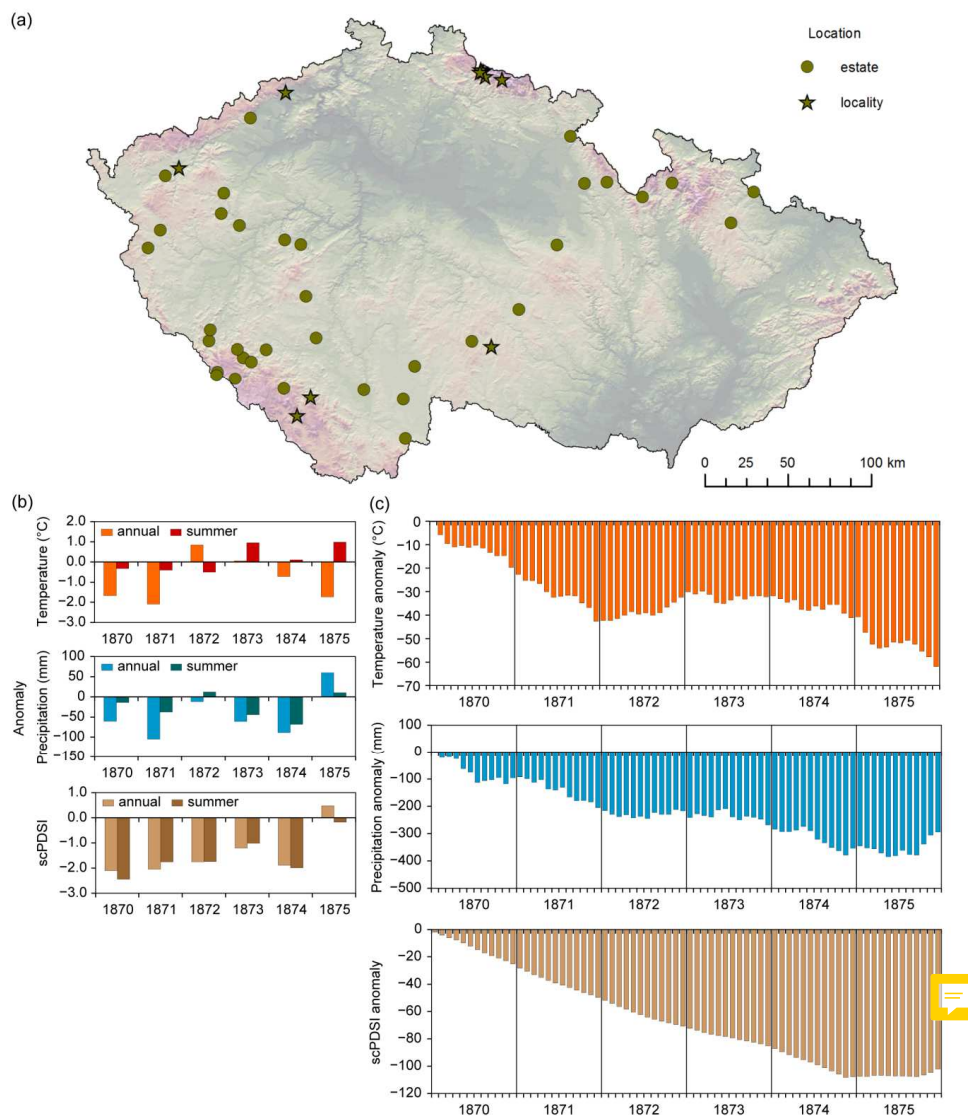 (a)
Location
estate
locality
0 25 50 100 km
(b)
Anomaly
Temperature (°C)
2.0
1.0
0.0
−1.0
−2.0
−3.0
annual summer
1870 1871 1872 1873 1874 1875
Precipitation (mm)
100
50
0
−50
−100
−150
annual summer
1870 1871 1872 1873 1874 1875
scPDSI
1.0
0.0
−1.0
−2.0
−3.0
annual summer
1870 1871 1872 1873 1874 1875
(c)
Temperature anomaly (°C)
0
−10
−20
−30
−40
−50
−60
−70
1870 1871 1872 1873 1874 1875
Precipitation anomaly (mm)
100
0
−100
−200
−300
−400
−500
1870 1871 1872 1873 1874 1875
scPDSI anomaly
0
−20
−40
−60
−80
−100
−120
1870 1871 1872 1873 1874 1875